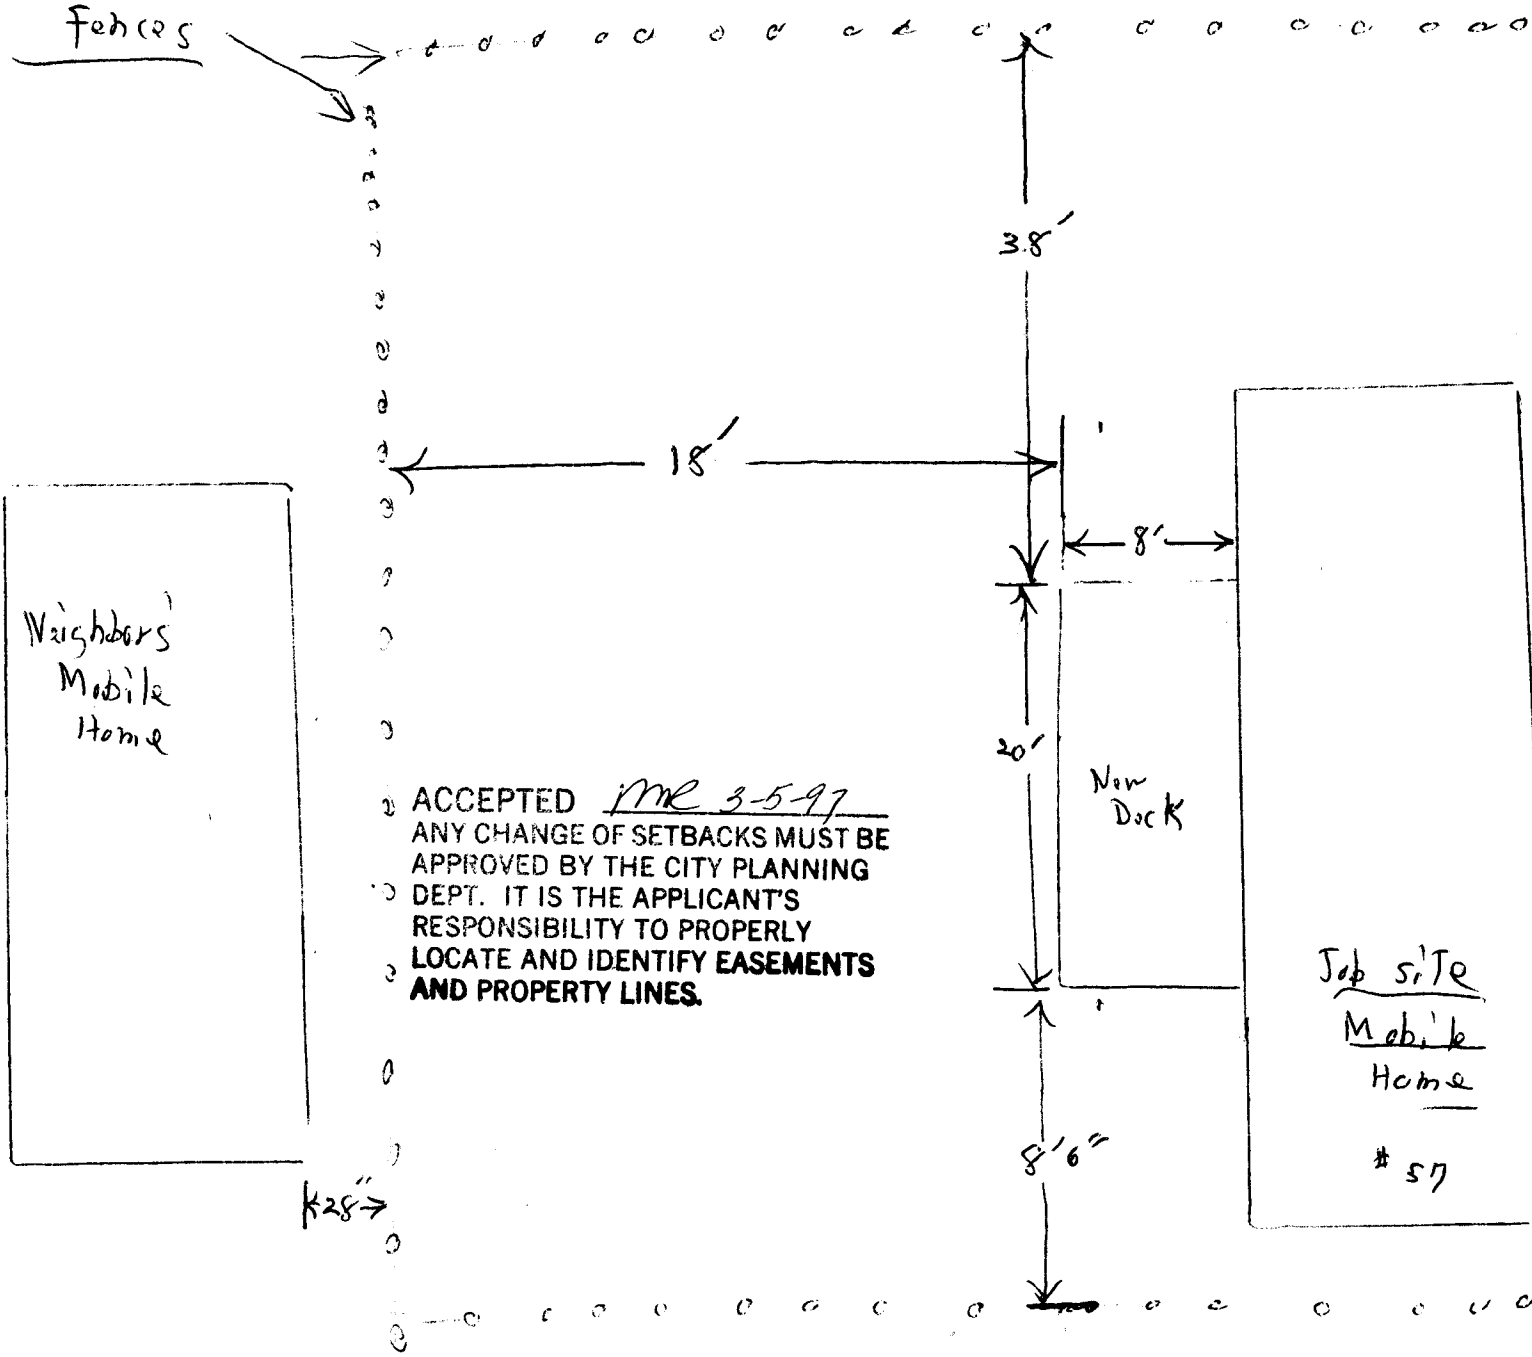 Fences
38'
18'
8'
Neighbors'
Mobile
Home
20'
New
Deck
ACCEPTED MR 3-5-97
ANY CHANGE OF SETBACKS MUST BE
APPROVED BY THE CITY PLANNING
DEPT. IT IS THE APPLICANT'S
RESPONSIBILITY TO PROPERLY
LOCATE AND IDENTIFY EASEMENTS
AND PROPERTY LINES.
Job site
Mobile
Home
# 57
8'6"
28"